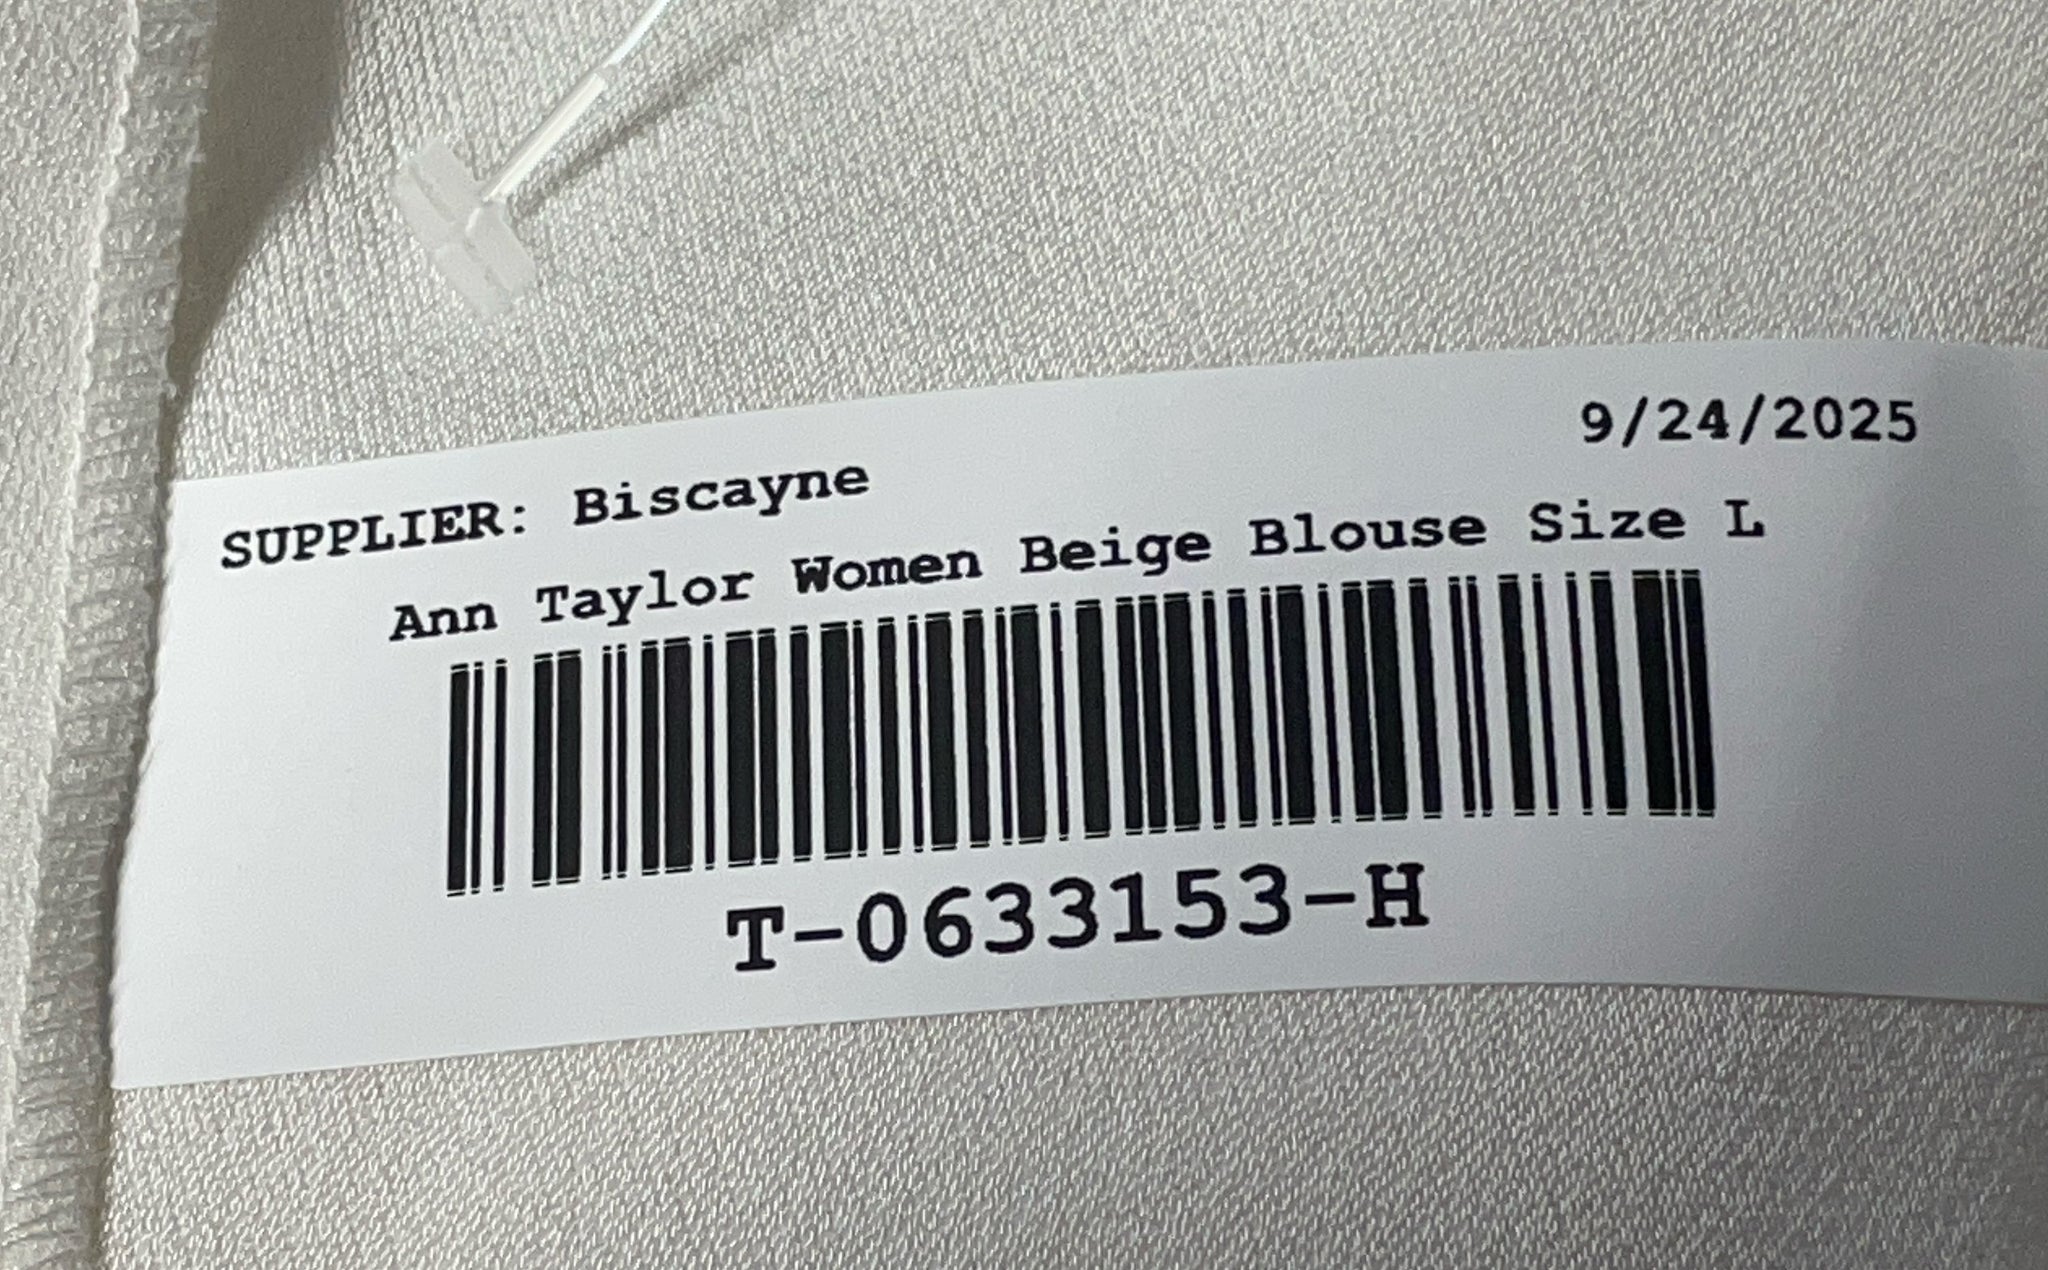 9/24/2025
SUPPLIER: Biscayne
Ann Taylor Women Beige Blouse Size L
T-0633153-H